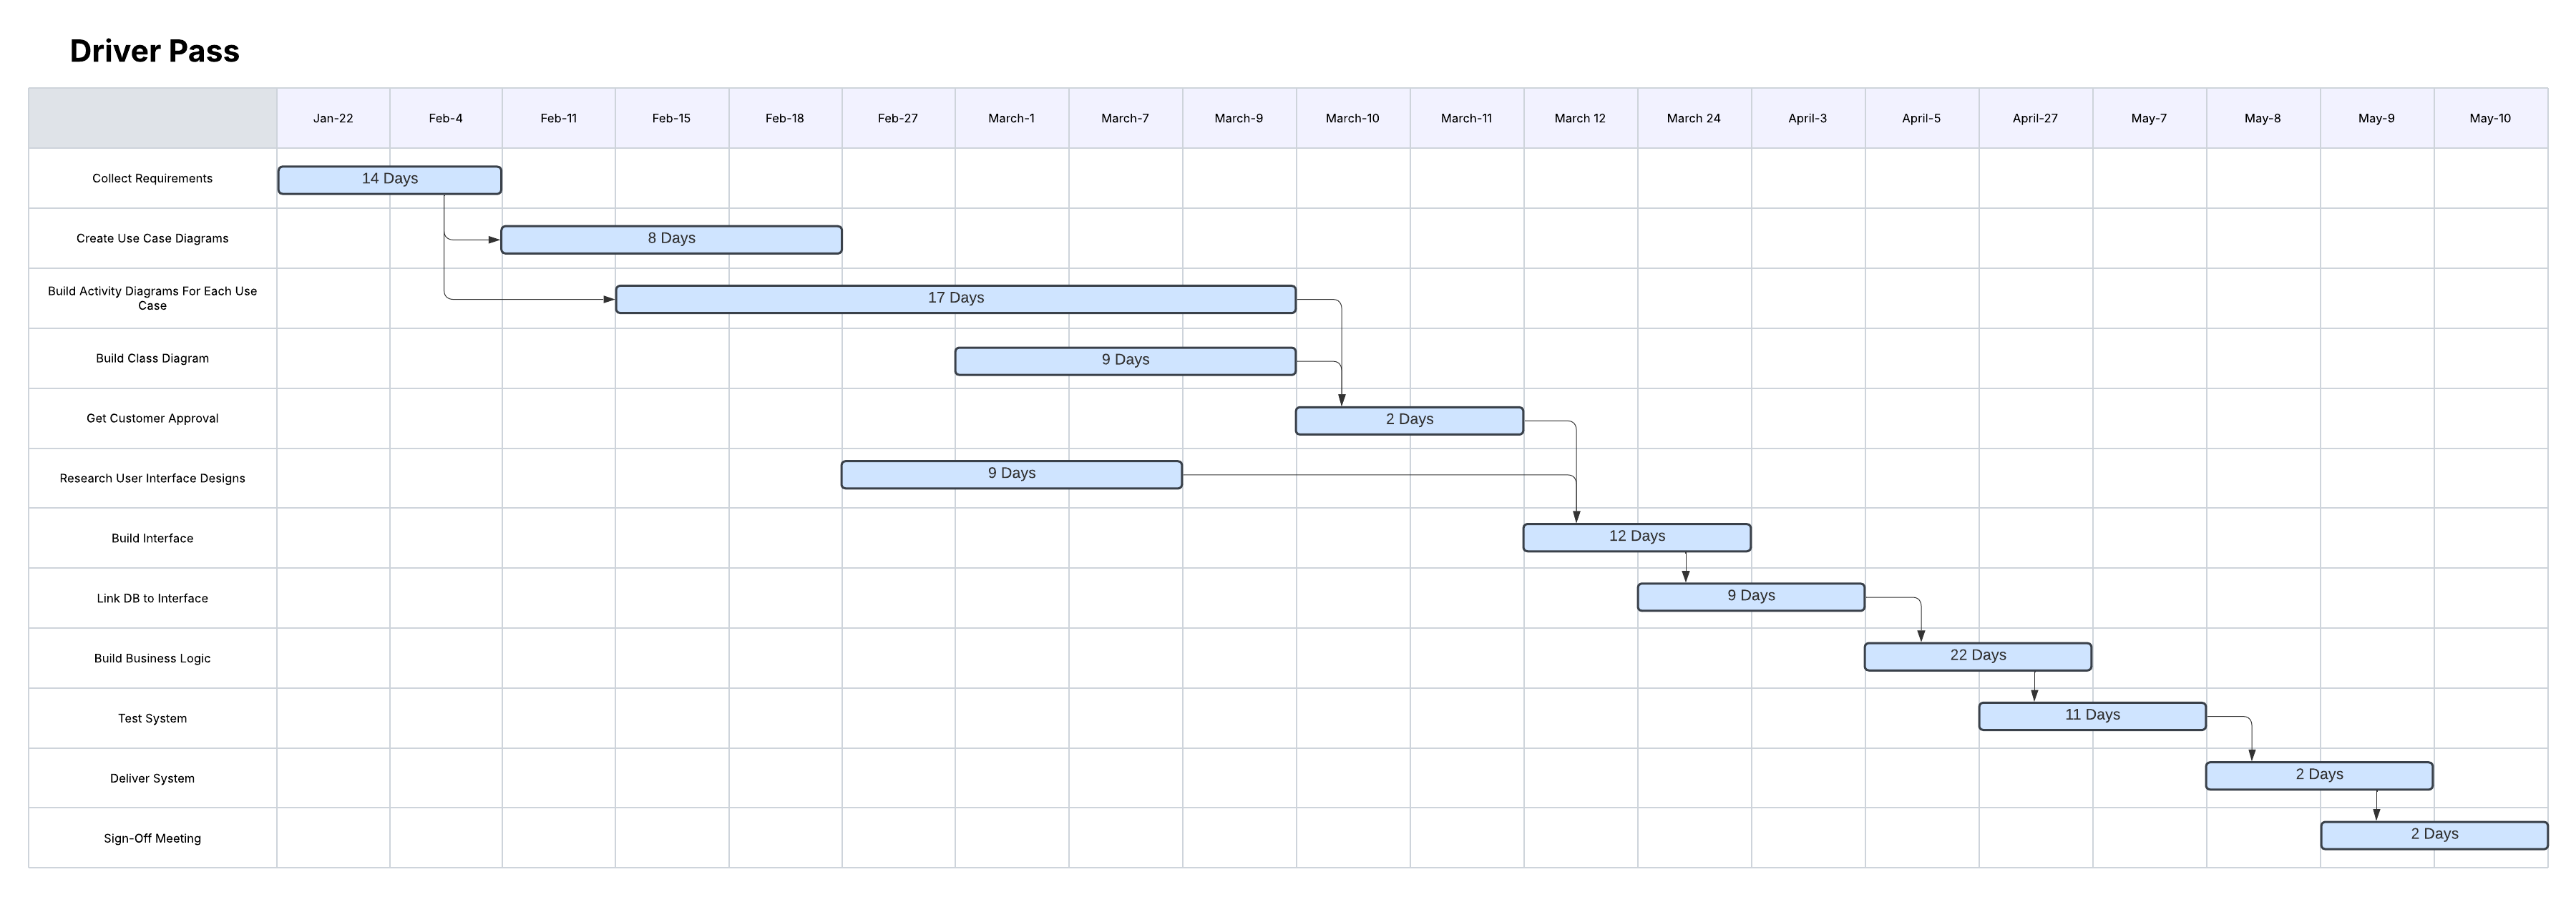 Driver Pass
Jan-22
Feb-4
Feb-11
Feb-15
Feb-18
Feb-27
March-1
March-7
March-9
March-10
March-11
March 12
March 24
April-3
April-5
April-27
May-7
May-8
May-9
May-10
Collect Requirements
14 Days
Create Use Case Diagrams
8 Days
Build Activity Diagrams For Each Use
Case
17 Days
Build Class Diagram
9 Days
Get Customer Approval
2 Days
Research User Interface Designs
9 Days
Build Interface
12 Days
Link DB to Interface
9 Days
Build Business Logic
22 Days
Test System
11 Days
Deliver System
2 Days
Sign-Off Meeting
2 Days